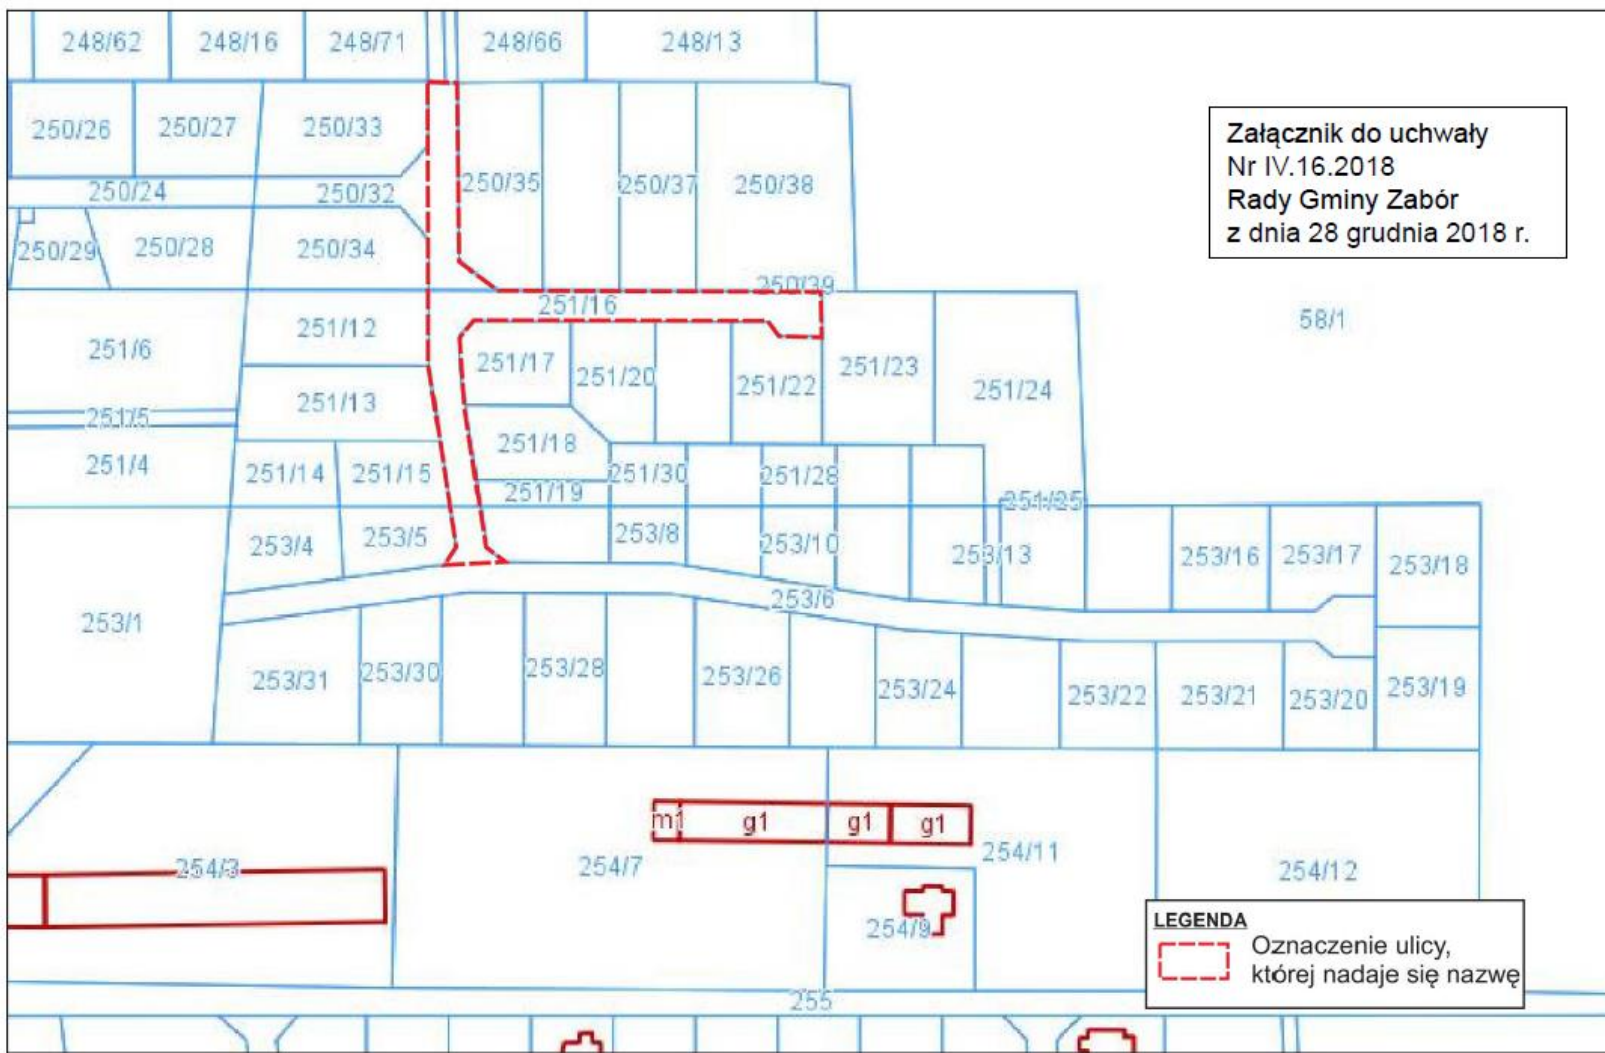 248/62 248/16 248/71 248/66 248/13
250/26 250/27 250/33
Załącznik do uchwały
Nr IV.16.2018
Rady Gminy Zabór
z dnia 28 grudnia 2018 r.
250/24 250/32 250/35 250/37 250/38
250/29 250/28 250/34
250/39
251/16
58/1
251/6 251/12
251/17 251/20 251/22 251/23 251/24
251/5 251/13
251/4 251/14 251/15 251/18 251/30 251/28
251/19 251/25
253/4 253/5 253/8 253/10 253/13 253/16 253/17 253/18
253/1 253/6
253/31 253/30 253/28 253/26 253/24 253/22 253/21 253/20 253/19
m1 g1 g1 g1
254/3 254/7 254/11 254/12
254/9
LEGENDA
Oznaczenie ulicy,
której nadaje się nazwę
255